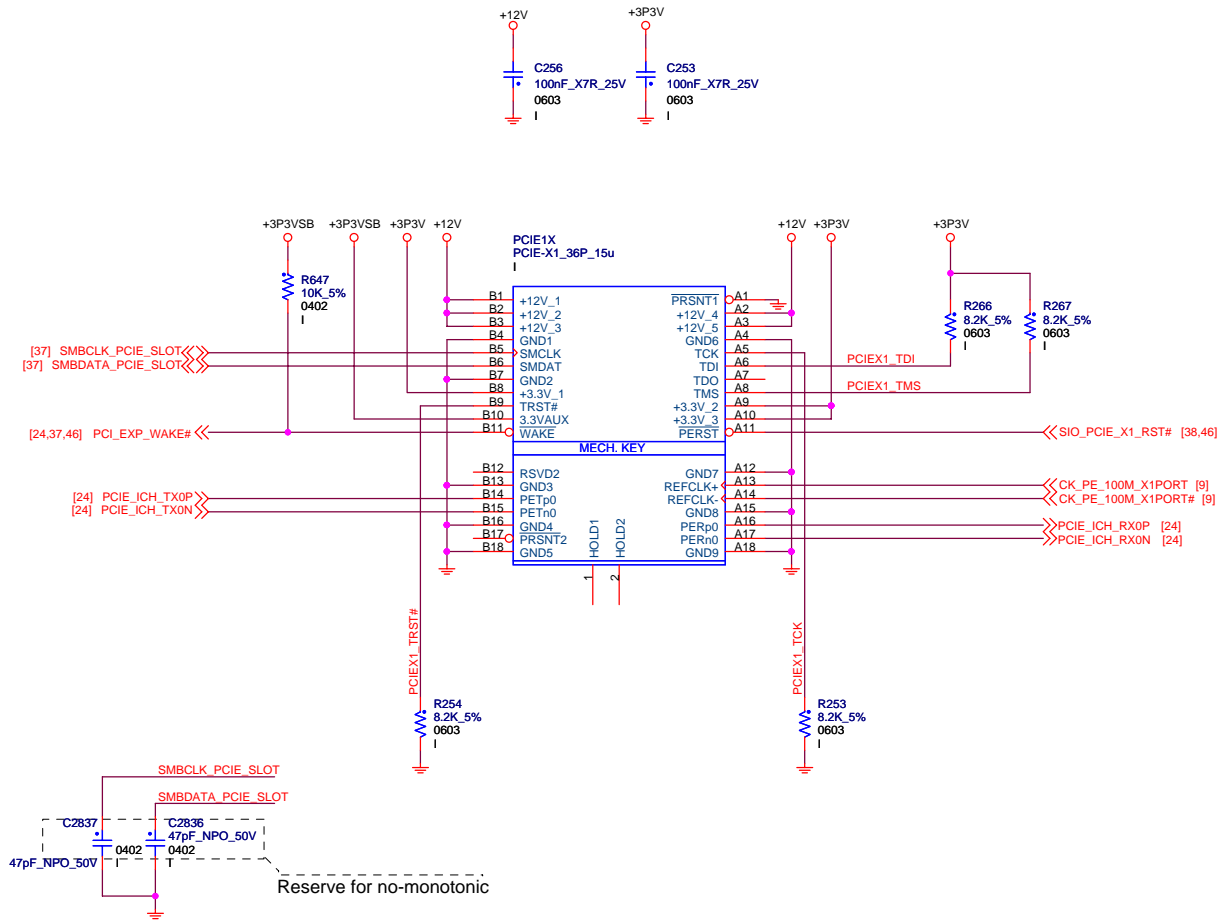 +12V
+3P3V
C256
100nF_X7R_25V
0603
I
C253
100nF_X7R_25V
0603
I
+3P3VSB
+3P3VSB
+3P3V
+12V
+12V
+3P3V
+3P3V
PCIE1X
PCIE-X1_36P_15u
I
R647
10K_5%
0402
I
R266
8.2K_5%
0603
I
R267
8.2K_5%
0603
I
B1 +12V_1 PRSNT1 A1
B2 +12V_2 +12V_4 A2
B3 +12V_3 +12V_5 A3
B4 GND1 GND6 A4
[37] SMBCLK_PCIE_SLOT B5 SMCLK TCK A5
[37] SMBDATA_PCIE_SLOT B6 SMDAT TDI A6 PCIEX1_TDI
B7 GND2 TDO A7
B8 +3.3V_1 TMS A8 PCIEX1_TMS
B9 TRST# +3.3V_2 A9
B10 3.3VAUX +3.3V_3 A10
[24,37,46] PCI_EXP_WAKE# B11 WAKE PERST A11 SIO_PCIE_X1_RST# [38,46]
MECH. KEY
B12 RSVD2 GND7 A12
B13 GND3 REFCLK+ A13 CK_PE_100M_X1PORT [9]
[24] PCIE_ICH_TX0P B14 PETp0 REFCLK- A14 CK_PE_100M_X1PORT# [9]
[24] PCIE_ICH_TX0N B15 PETn0 GND8 A15
B16 GND4 PERp0 A16 PCIE_ICH_RX0P [24]
B17 PRSNT2 PERn0 A17 PCIE_ICH_RX0N [24]
B18 GND5 GND9 A18
HOLD1
HOLD2
1
2
PCIEX1_TRST#
PCIEX1_TCK
R254
8.2K_5%
0603
I
R253
8.2K_5%
0603
I
SMBCLK_PCIE_SLOT
SMBDATA_PCIE_SLOT
C2837
47pF_NPO_50V
0402
I
C2836
47pF_NPO_50V
0402
I
Reserve for no-monotonic